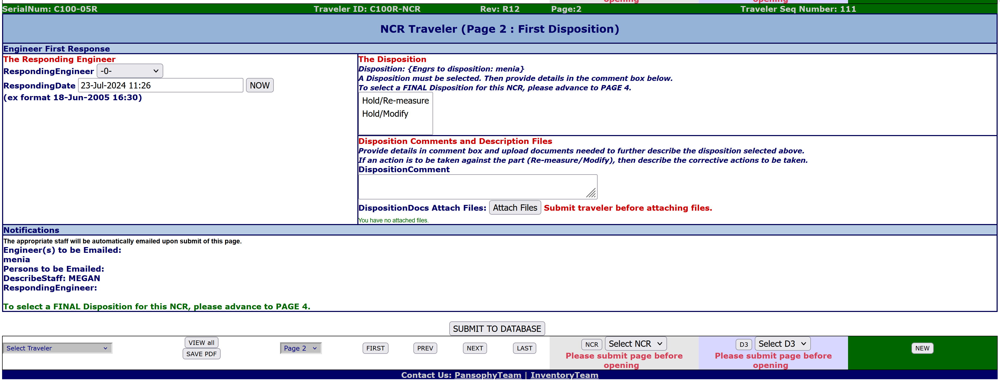 opening opening
SerialNum: C100-05R Traveler ID: C100R-NCR Rev: R12 Page:2 Traveler Seq Number: 111
NCR Traveler (Page 2 : First Disposition)
Engineer First Response
The Responding Engineer
RespondingEngineer -0-
RespondingDate 23-Jul-2024 11:26 NOW
(ex format 18-Jun-2005 16:30)
The Disposition
Disposition: {Engrs to disposition: menia}
A Disposition must be selected. Then provide details in the comment box below.
To select a FINAL Disposition for this NCR, please advance to PAGE 4.
Hold/Re-measure
Hold/Modify
Disposition Comments and Description Files
Provide details in comment box and upload documents needed to further describe the disposition selected above.
If an action is to be taken against the part (Re-measure/Modify), then describe the corrective actions to be taken.
DispositionComment
DispositionDocs Attach Files: Attach Files Submit traveler before attaching files.
You have no attached files.
Notifications
The appropriate staff will be automatically emailed upon submit of this page.
Engineer(s) to be Emailed:
menia
Persons to be Emailed:
DescribeStaff: MEGAN
RespondingEngineer:
To select a FINAL Disposition for this NCR, please advance to PAGE 4.
SUBMIT TO DATABASE
Select Traveler
VIEW all
SAVE PDF
Page 2
FIRST PREV NEXT LAST
NCR Select NCR
Please submit page before
opening
D3 Select D3
Please submit page before
opening
NEW
Contact Us: PansophyTeam | InventoryTeam